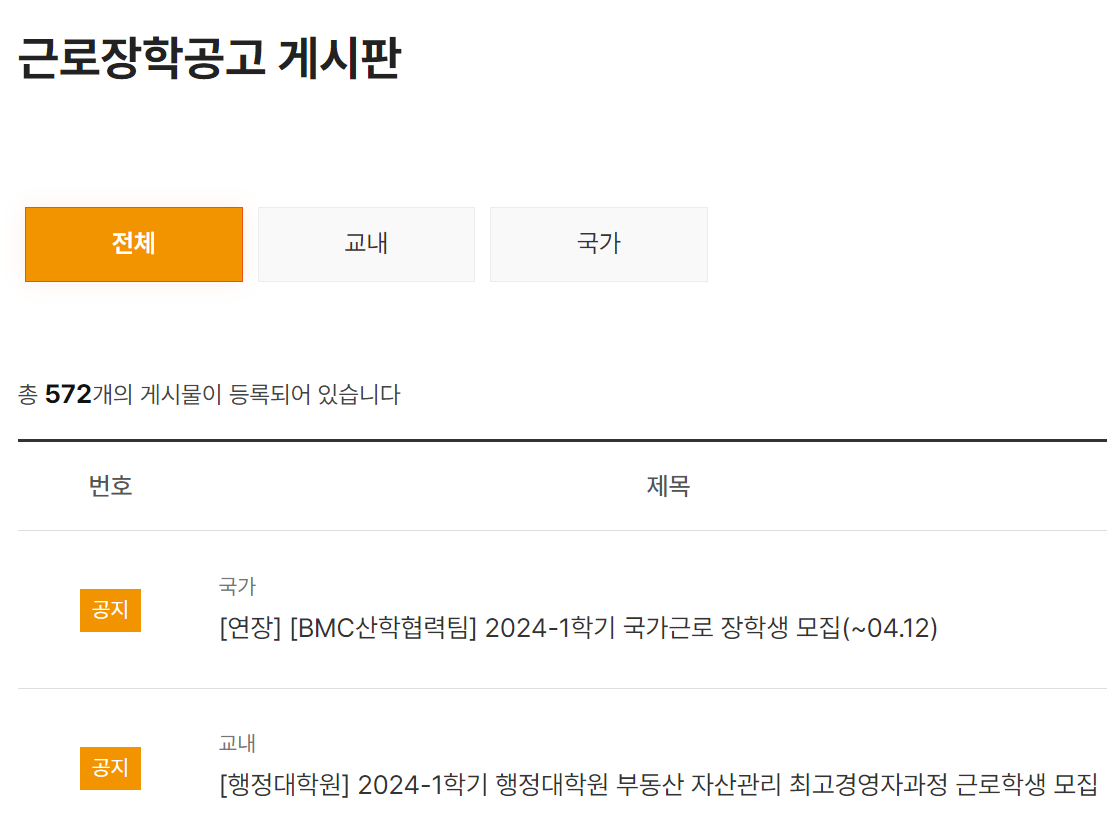 근로장학공고 게시판
전체 교내 국가
총 572개의 게시물이 등록되어 있습니다
번호 제목
국가
공지 [연장] [BMC산학협력팀] 2024-1학기 국가근로 장학생 모집(~04.12)
교내
공지 [행정대학원] 2024-1학기 행정대학원 부동산 자산관리 최고경영자과정 근로학생 모집